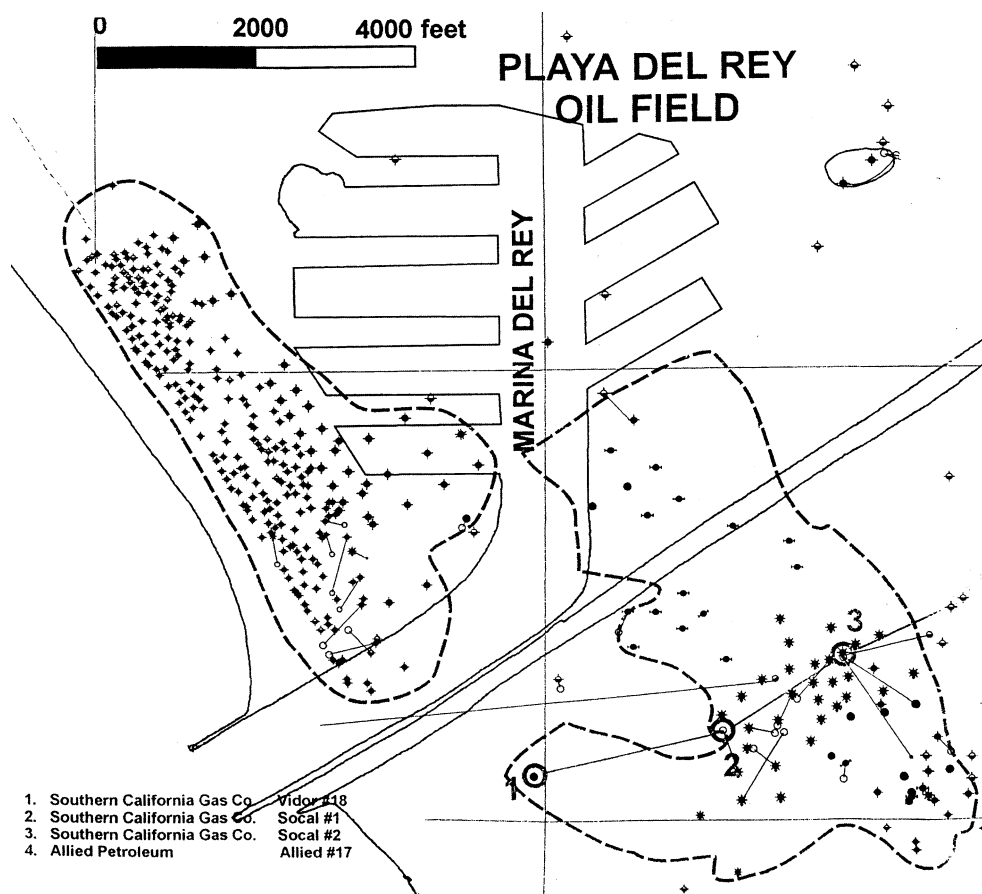 0 2000 4000 feet
PLAYA DEL REY
OIL FIELD
MARINA DEL REY
3
2
1
1. Southern California Gas Co. Vidor #18
2. Southern California Gas Co. Socal #1
3. Southern California Gas Co. Socal #2
4. Allied Petroleum Allied #17